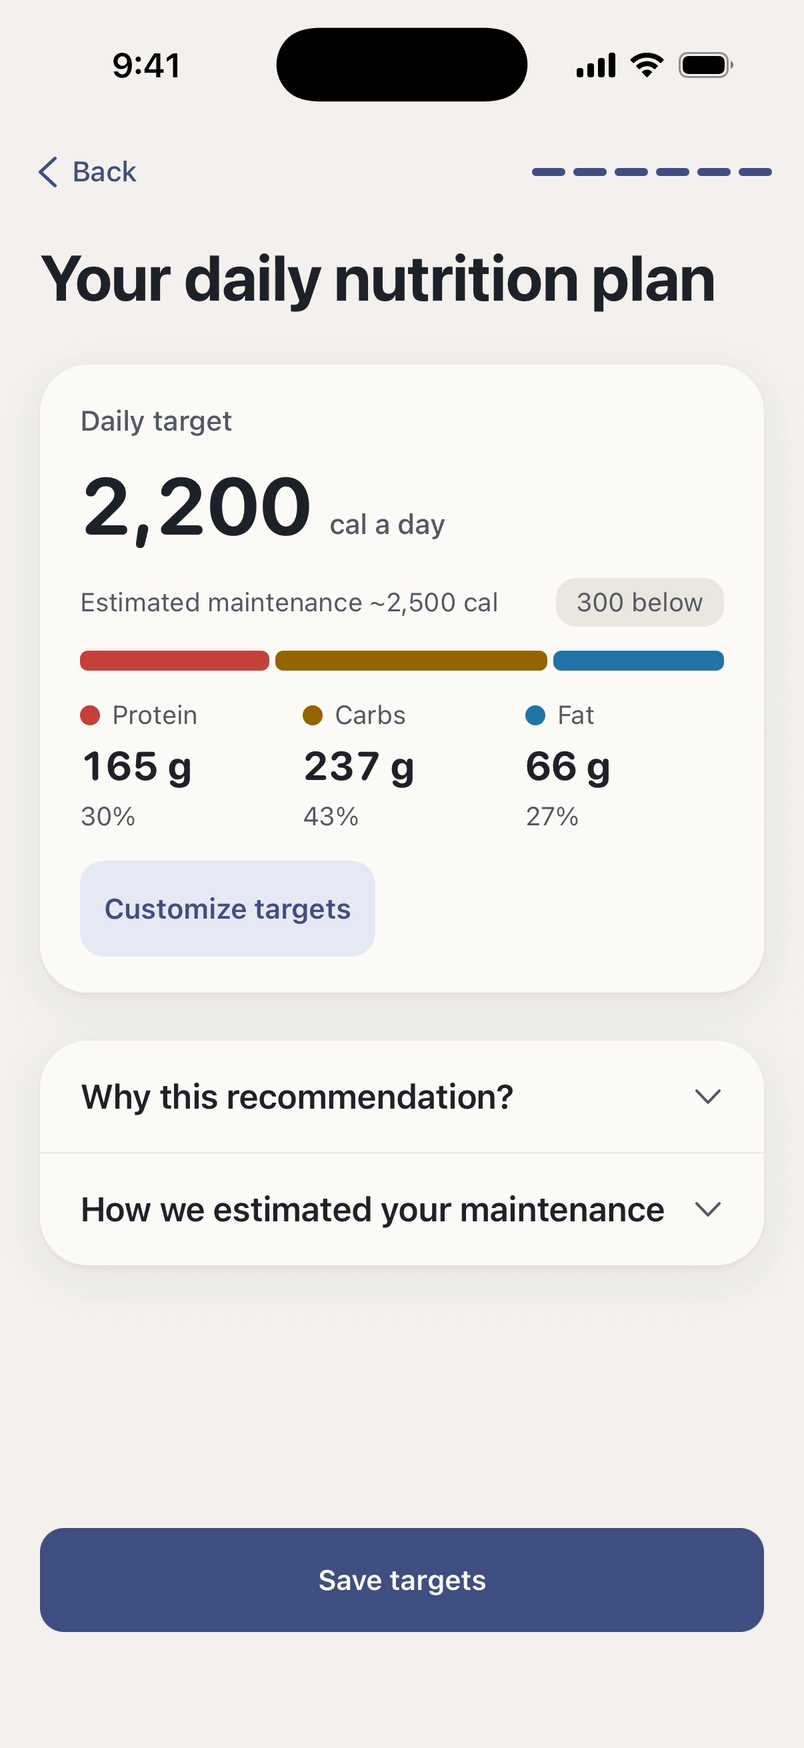 9:41
Back
Your daily nutrition plan
Daily target
2,200 cal a day
Estimated maintenance ~2,500 cal 300 below
Protein Carbs Fat
165 g 237 g 66 g
30% 43% 27%
Customize targets
Why this recommendation?
How we estimated your maintenance
Save targets